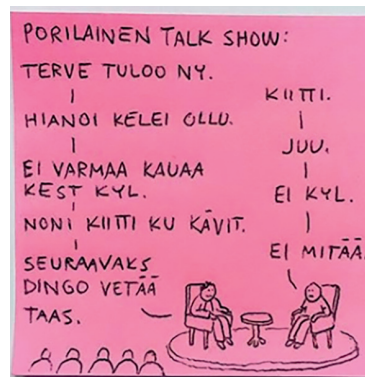 PORILAINEN TALK SHOW:
TERVE TULOO NY.
KIITTI.
HIANOI KELEI OLLU.
JUU.
EI VARMAA KAUAA
KEST KYL.
EI KYL.
NONI KIITTI KU KÄVIT.
EI MITÄÄ.
SEURAAVAKS
DINGO VETÄÄ
TAAS.